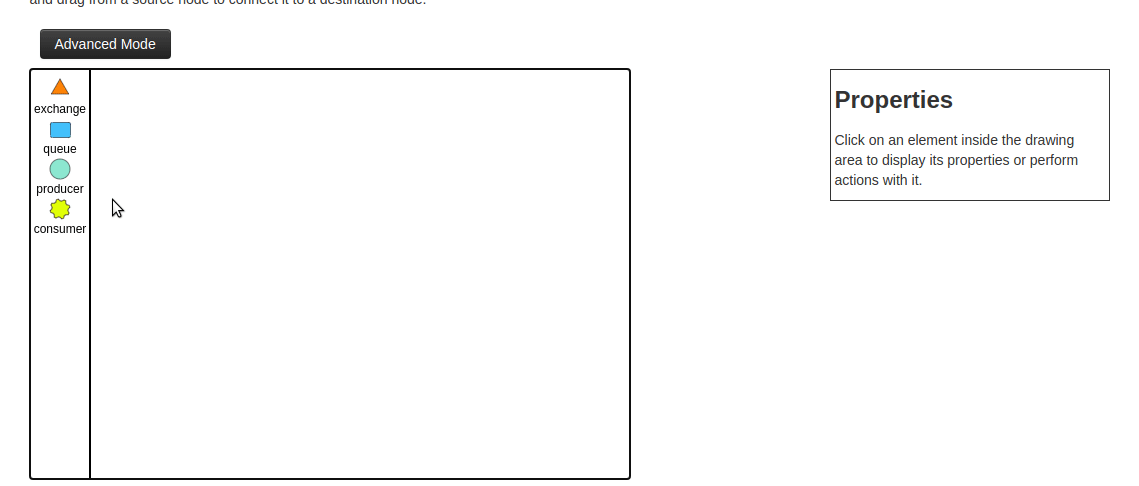 and drag from a source node to connect it to a destination node.
Advanced Mode
exchange
queue
producer
consumer
Properties
Click on an element inside the drawing
area to display its properties or perform
actions with it.